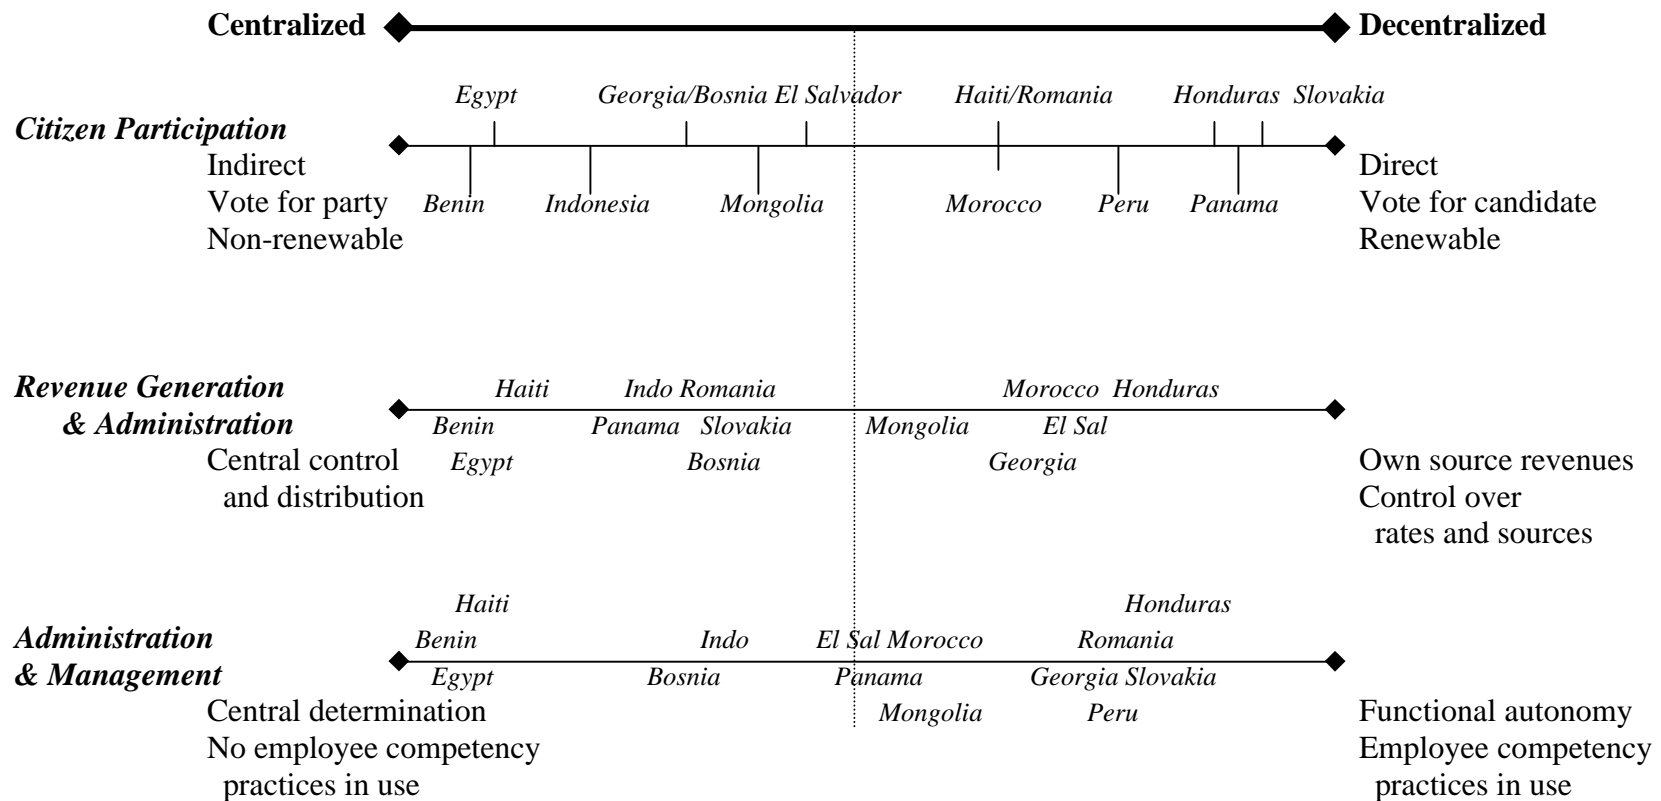 Centralized Decentralized
Egypt Georgia/Bosnia El Salvador Haiti/Romania Honduras Slovakia
Citizen Participation
Indirect Direct
Vote for party Benin Indonesia Mongolia Morocco Peru Panama Vote for candidate
Non-renewable Renewable
Revenue Generation Haiti Indo Romania Morocco Honduras
& Administration Benin Panama Slovakia Mongolia El Sal
Central control Egypt Bosnia Georgia Own source revenues
and distribution Control over
rates and sources
Haiti Honduras
Administration Benin Indo El Sal Morocco Romania
& Management Egypt Bosnia Panama Georgia Slovakia
Central determination Mongolia Peru Functional autonomy
No employee competency Employee competency
practices in use practices in use